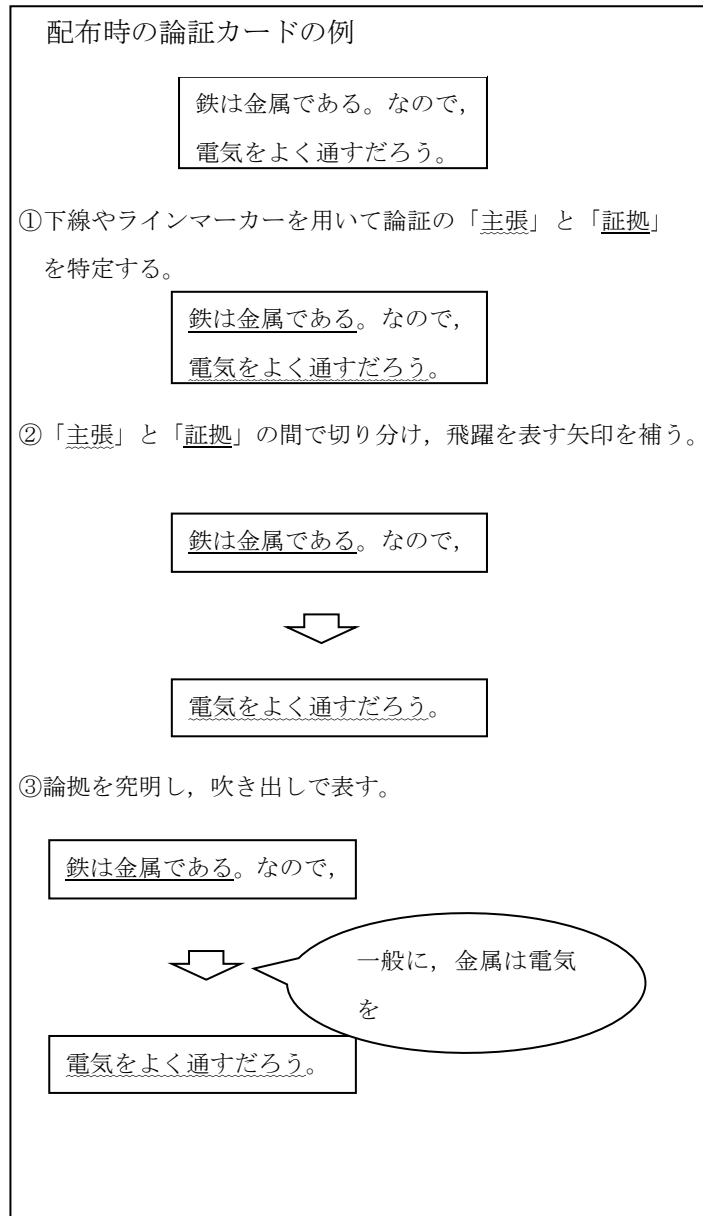 配布時の論証カードの例
鉄は金属である。なので，
電気をよく通すだろう。
①下線やラインマーカーを用いて論証の「主張」と「証拠」
を特定する。
鉄は金属である。なので，
電気をよく通すだろう。
②「主張」と「証拠」の間で切り分け，飛躍を表す矢印を補う。
鉄は金属である。なので，
電気をよく通すだろう。
③論拠を究明し，吹き出しで表す。
鉄は金属である。なので，
一般に，金属は電気
を
電気をよく通すだろう。